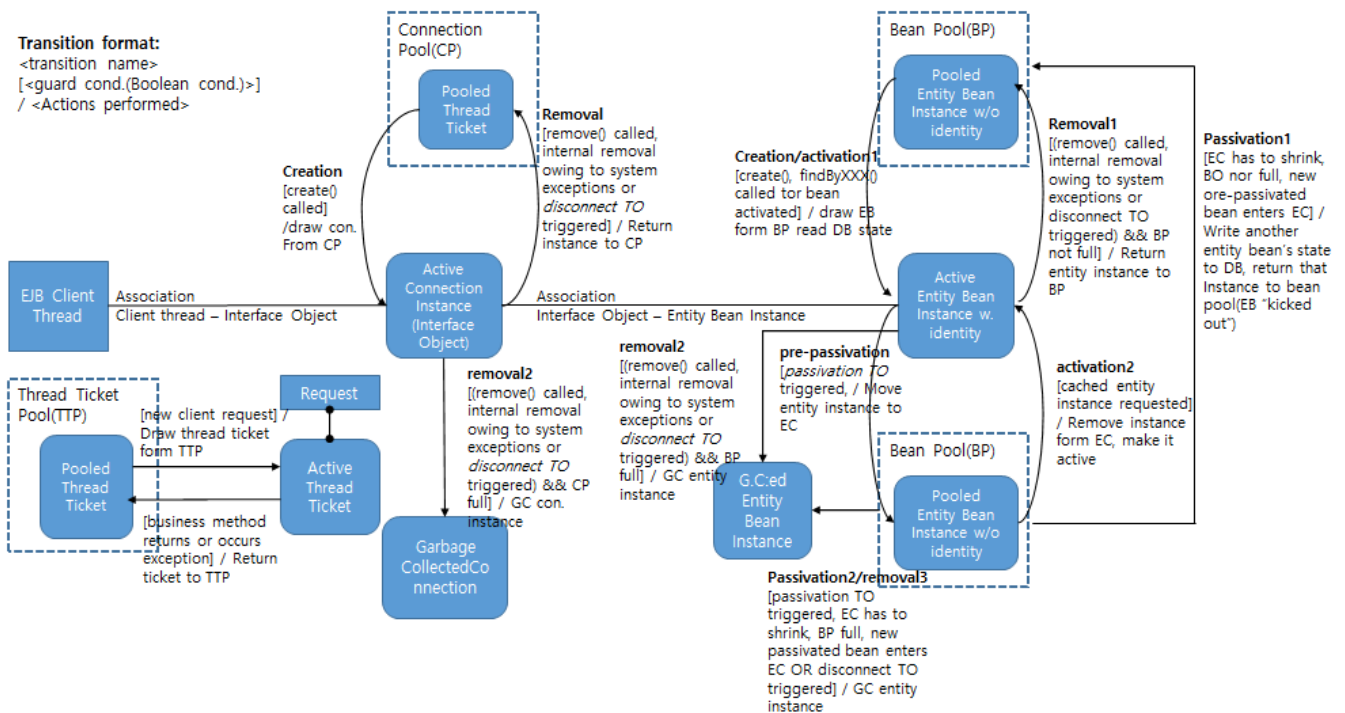 Transition format:
<transition name>
[<guard cond.(Boolean cond.)>]
/ <Actions performed>
Connection
Pool(CP)
Pooled
Thread
Ticket
Creation
[create()
called]
/draw con.
From CP
Removal
[remove() called,
internal removal
owing to system
exceptions or
disconnect TO
triggered] / Return
instance to CP
Bean Pool(BP)
Pooled
Entity Bean
Instance w/o
identity
Creation/activation1
[create(), findByXXX()
called tor bean
activated] / draw EB
form BP read DB state
Removal1
[(remove() called,
internal removal
owing to system
exceptions or
disconnect TO
triggered) && BP
not full] / Return
entity instance to
BP
Passivation1
[EC has to shrink,
BO nor full, new
ore-passivated
bean enters EC] /
Write another
entity bean's state
to DB, return that
Instance to bean
pool(EB "kicked
out")
EJB Client
Thread
Association
Client thread – Interface Object
Active
Connection
Instance
(Interface
Object)
Association
Interface Object – Entity Bean Instance
Active
Entity Bean
Instance w.
identity
Thread Ticket
Pool(TTP)
Pooled
Thread
Ticket
[new client request] /
Draw thread ticket
form TTP
Request
Active
Thread
Ticket
[business method
returns or occurs
exception] / Return
ticket to TTP
removal2
[(remove() called,
internal removal
owing to system
exceptions or
disconnect TO
triggered) && CP
full] / GC con.
instance
Garbage
CollectedCo
nnection
removal2
[(remove() called,
internal removal
owing to system
exceptions or
disconnect TO
triggered) && BP
full] / GC entity
instance
pre-passivation
[passivation TO
triggered, / Move
entity instance to
EC
activation2
[cached entity
instance requested]
/ Remove instance
form EC, make it
active
G.C:ed
Entity
Bean
Instance
Bean Pool(BP)
Pooled
Entity Bean
Instance w/o
identity
Passivation2/removal3
[passivation TO
triggered, EC has to
shrink, BP full, new
passivated bean enters
EC OR disconnect TO
triggered] / GC entity
instance